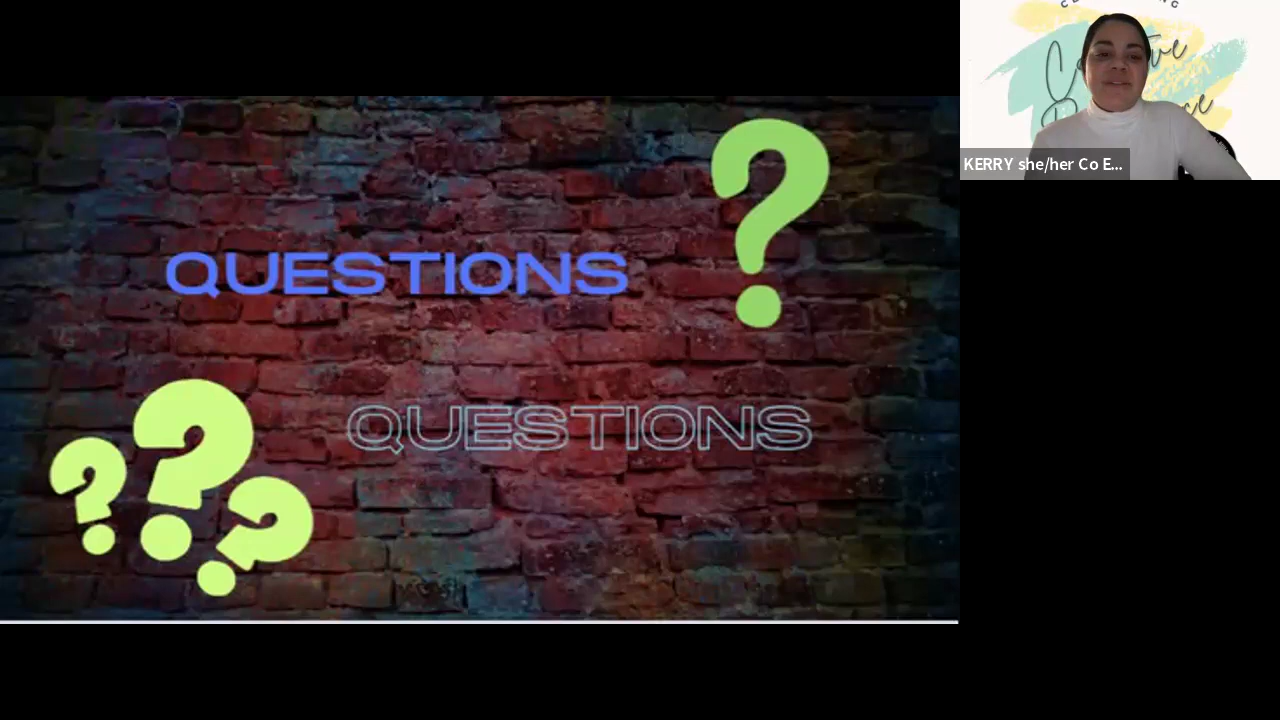 QUESTIONS
?
QUESTIONS
? ? ?
KERRY she/her Co E...